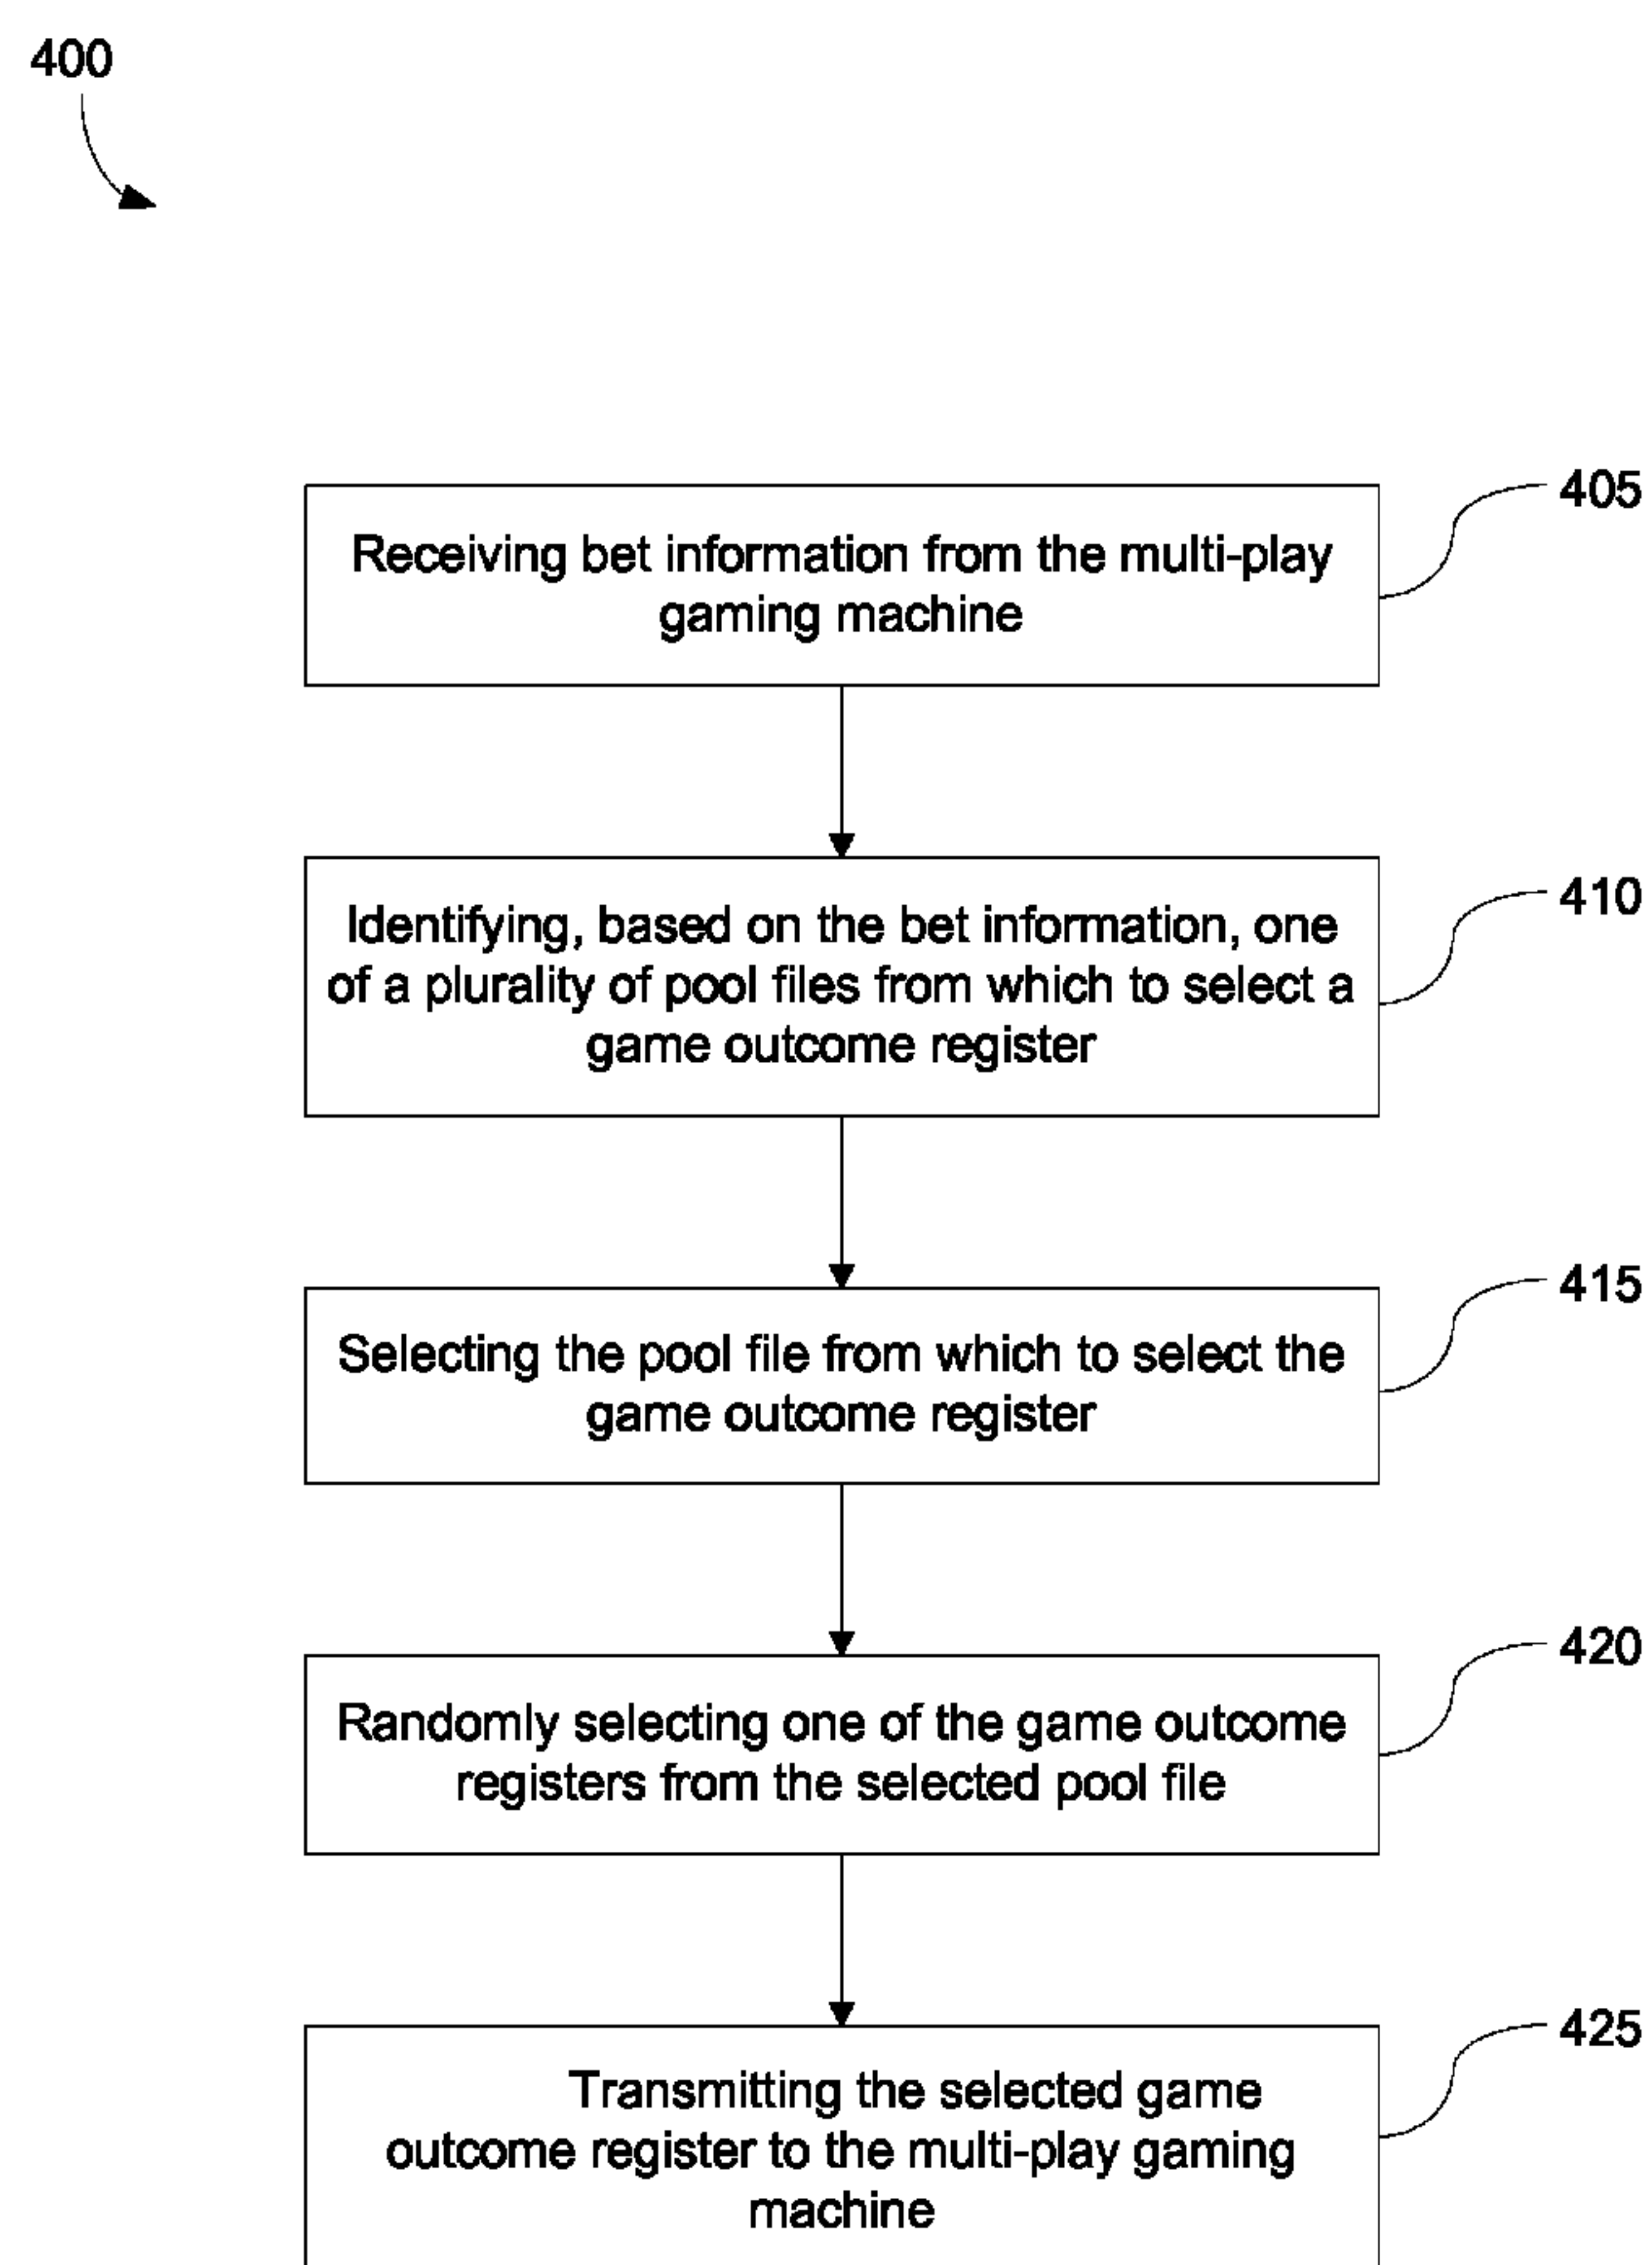 400
Receiving bet information from the multi-play
gaming machine
405
Identifying, based on the bet information, one
of a plurality of pool files from which to select a
game outcome register
410
Selecting the pool file from which to select the
game outcome register
415
Randomly selecting one of the game outcome
registers from the selected pool file
420
Transmitting the selected game
outcome register to the multi-play gaming
machine
425